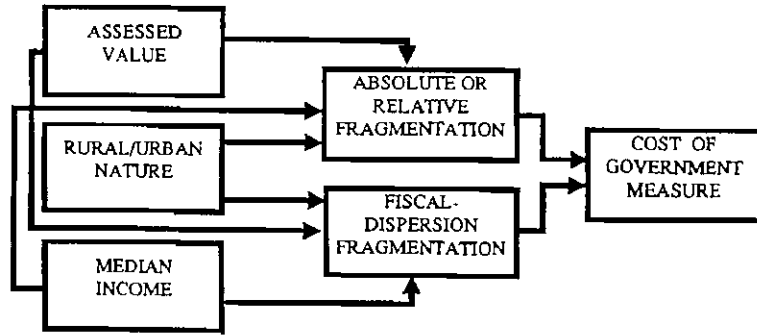 ASSESSED
VALUE
ABSOLUTE OR
RELATIVE
FRAGMENTATION
RURAL/URBAN
NATURE
COST OF
GOVERNMENT
MEASURE
FISCAL-
DISPERSION
FRAGMENTATION
MEDIAN
INCOME